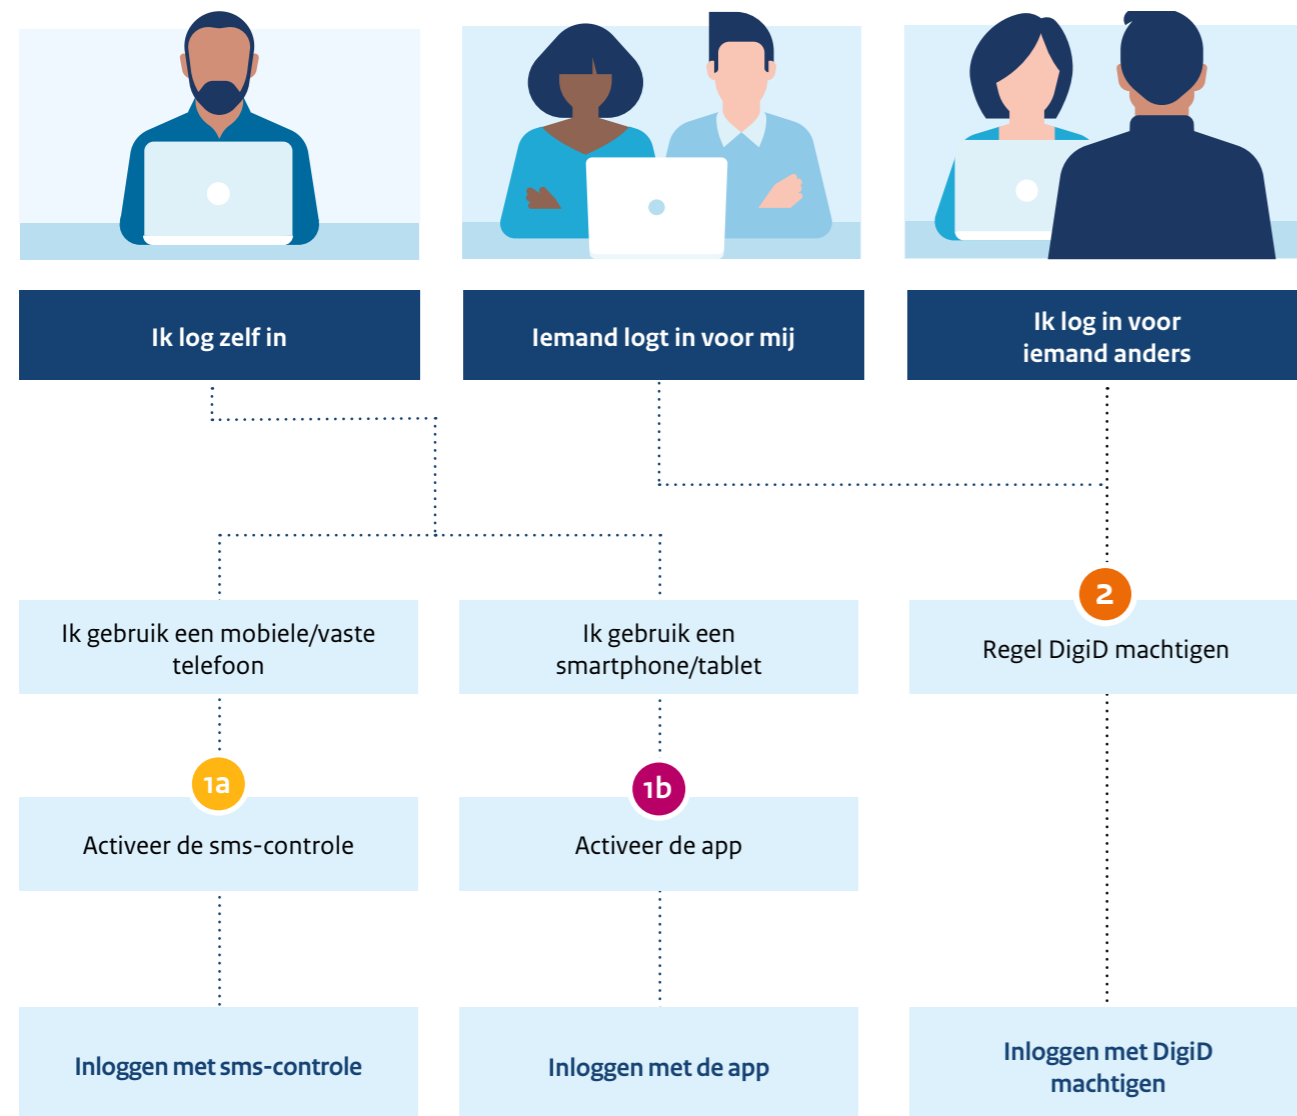 Ik log zelf in
Iemand logt in voor mij
Ik log in voor
iemand anders
Ik gebruik een mobiele/vaste
telefoon
Ik gebruik een
smartphone/tablet
2
Regel DigiD machtigen
1a
Activeer de sms-controle
1b
Activeer de app
Inloggen met sms-controle
Inloggen met de app
Inloggen met DigiD
machtigen